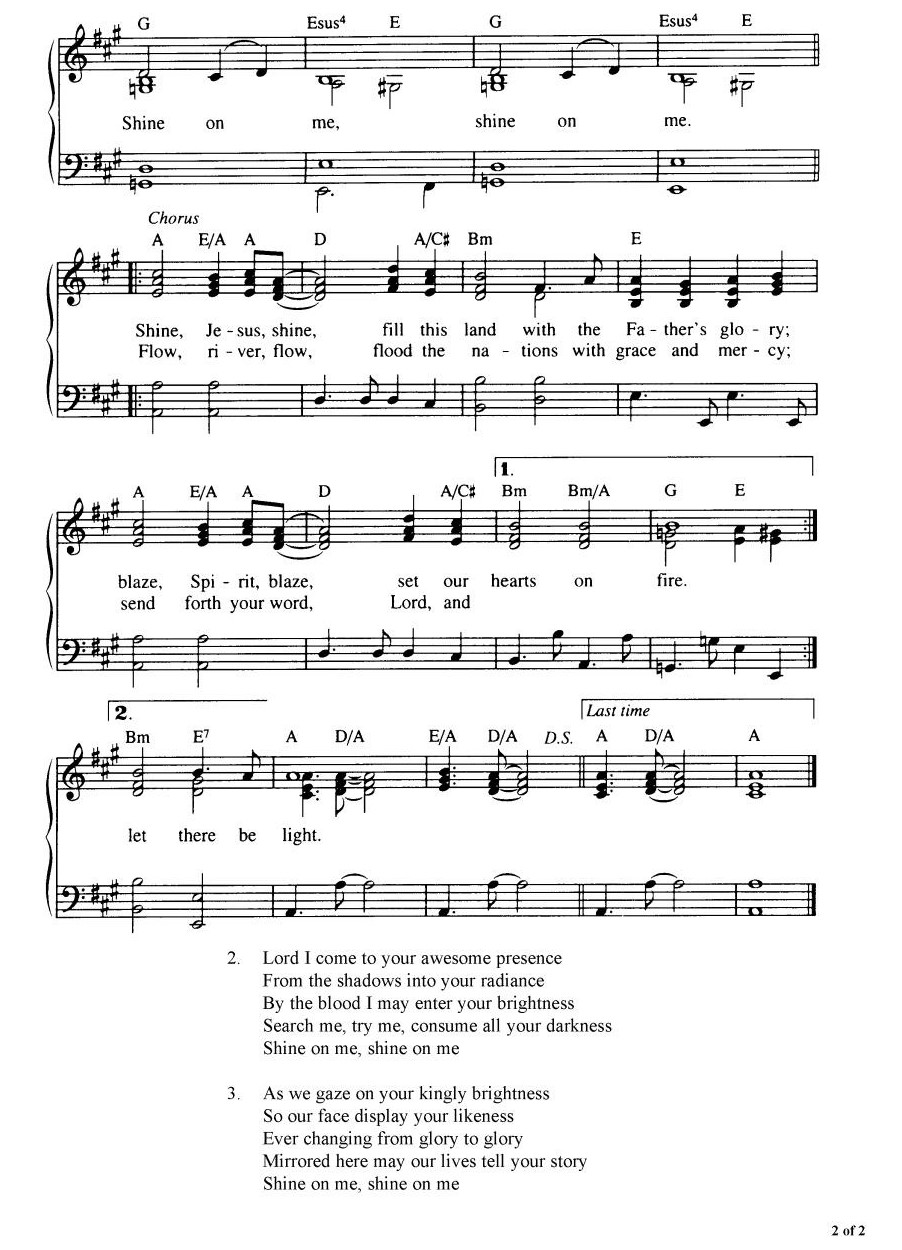 G Esus4 E G Esus4 E
Shine on me, shine on me.
Chorus
A E/A A D A/C♯ Bm E
Shine, Je - sus, shine, fill this land with the Fa - ther's glo - ry;
Flow, ri - ver, flow, flood the na - tions with grace and mer - cy;
1.
A E/A A D A/C♯ Bm Bm/A G E
blaze, Spi - rit, blaze, set our hearts on fire.
send forth your word, Lord, and
2. Last time
Bm E7 A D/A E/A D/A D.S. A D/A A
let there be light.
2. Lord I come to your awesome presence
From the shadows into your radiance
By the blood I may enter your brightness
Search me, try me, consume all your darkness
Shine on me, shine on me
3. As we gaze on your kingly brightness
So our face display your likeness
Ever changing from glory to glory
Mirrored here may our lives tell your story
Shine on me, shine on me
2 of 2